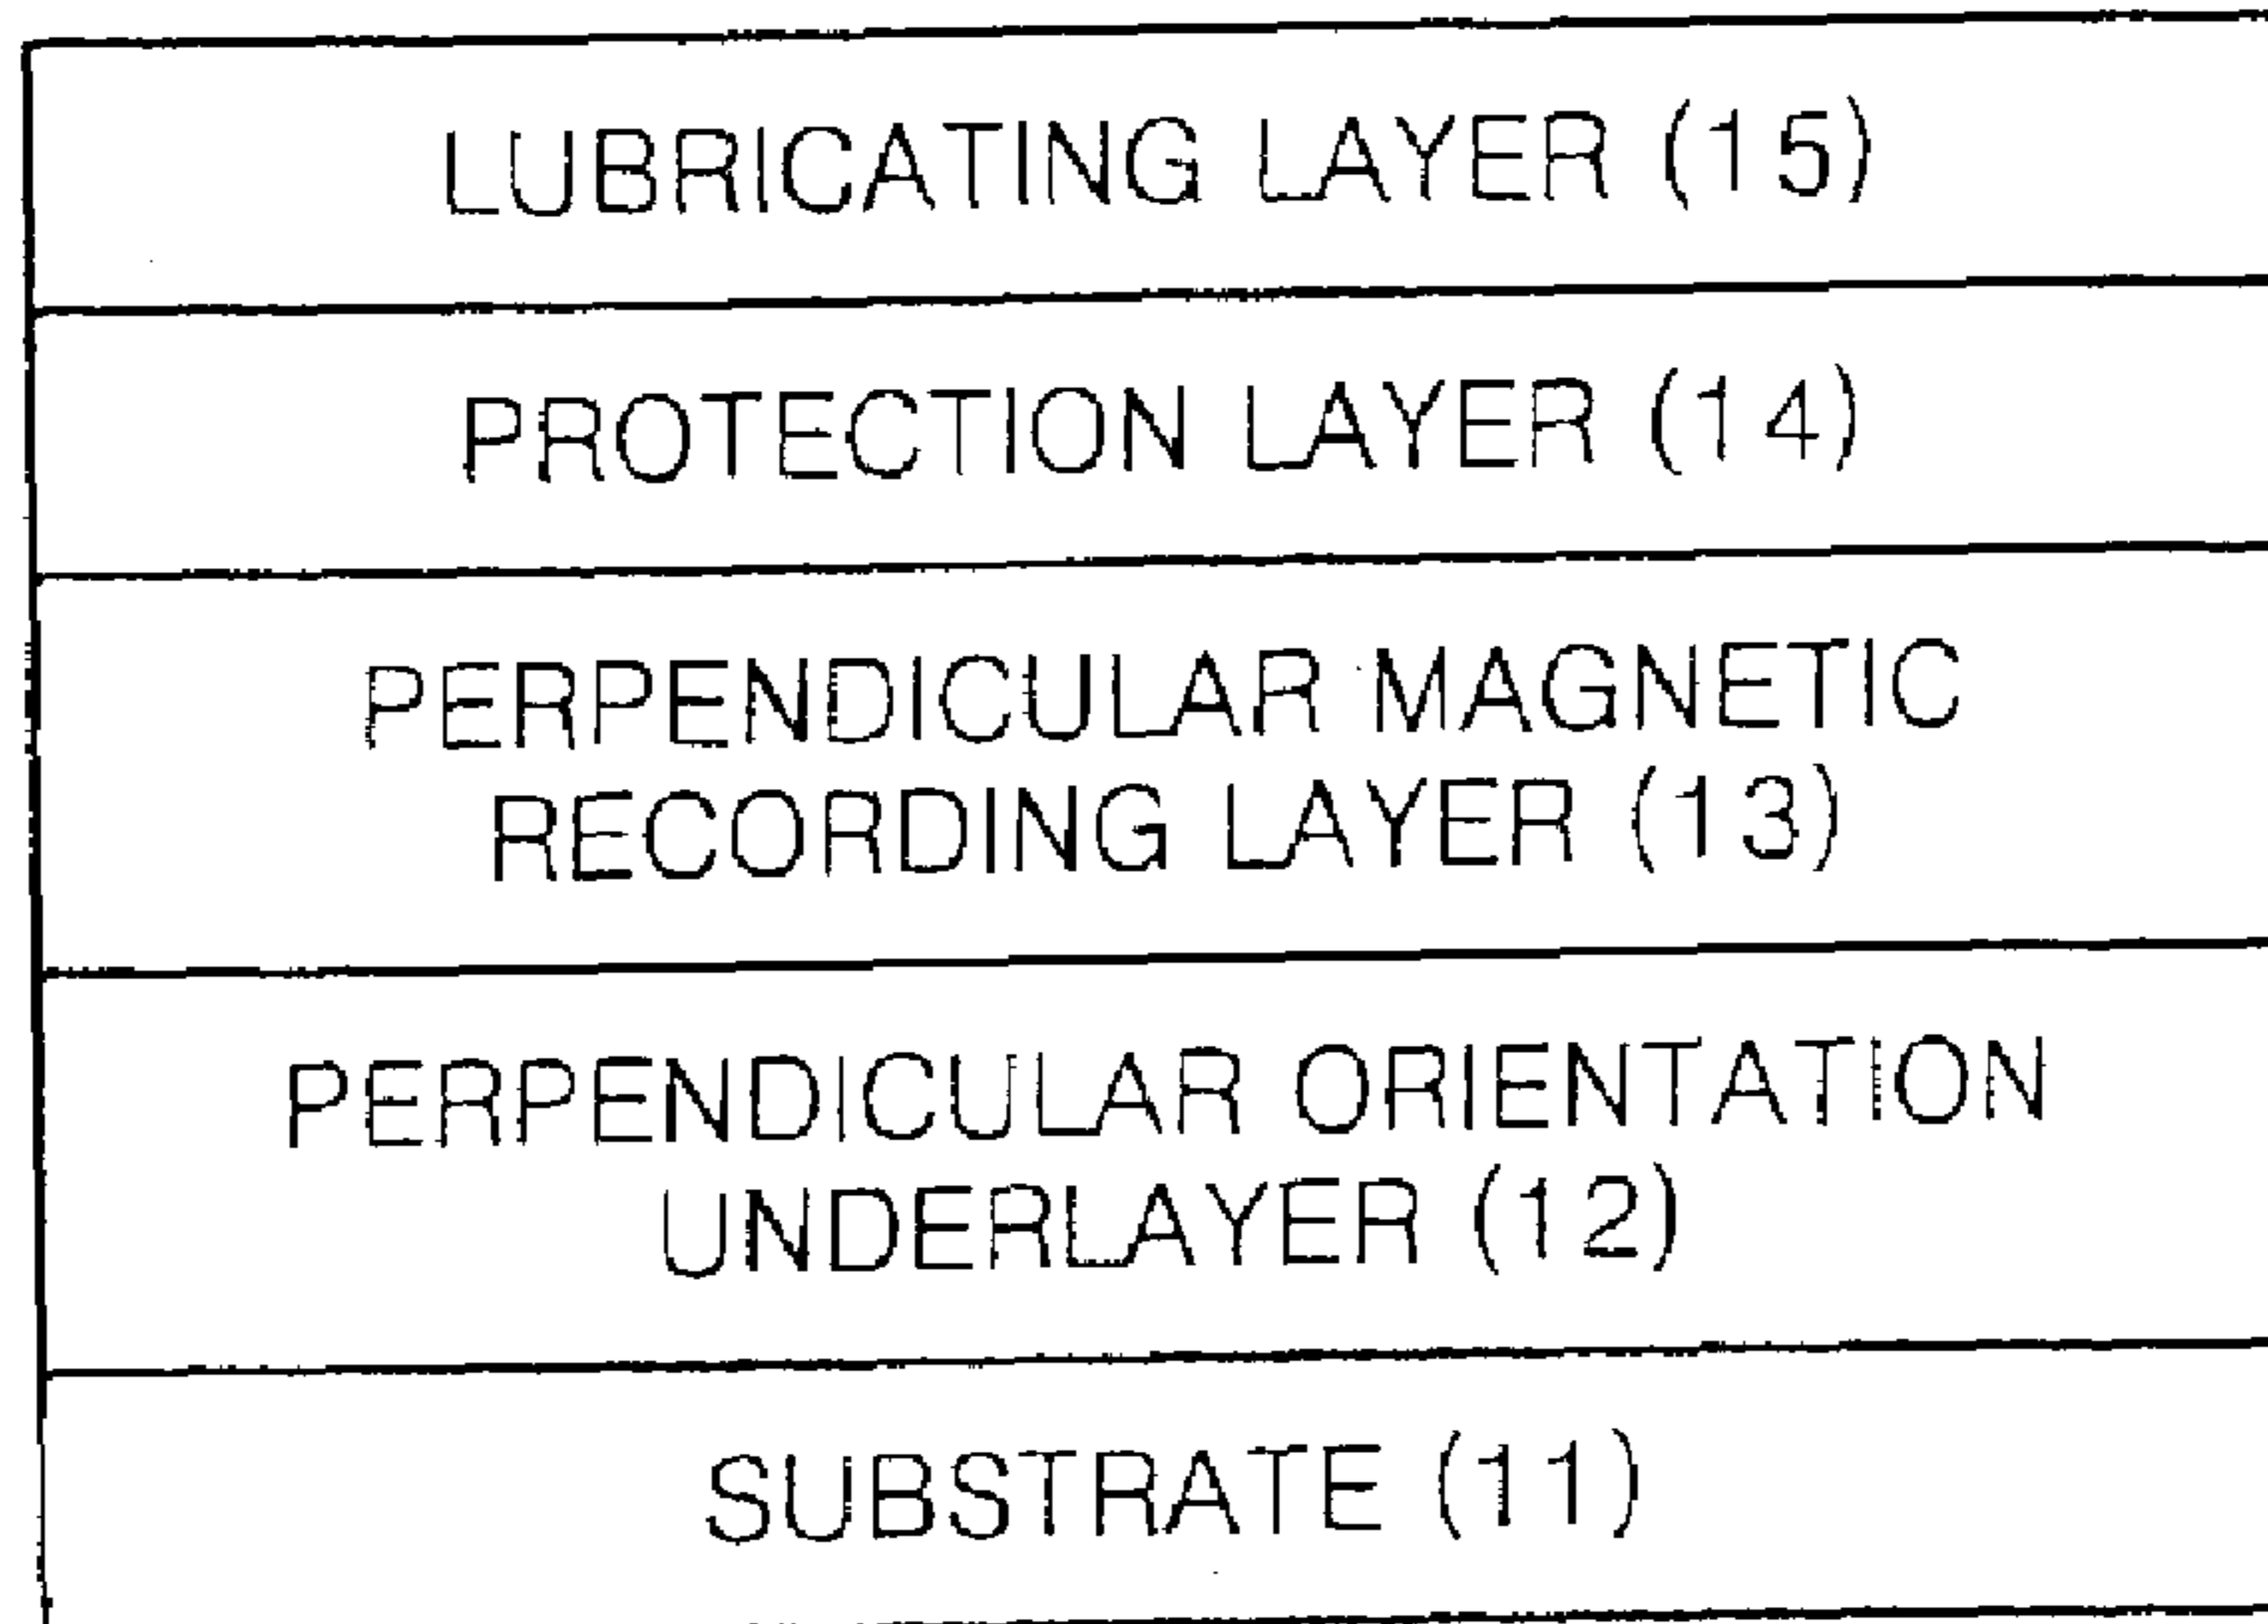 LUBRICATING LAYER (15)
PROTECTION LAYER (14)
PERPENDICULAR MAGNETIC
RECORDING LAYER (13)
PERPENDICULAR ORIENTATION
UNDERLAYER (12)
SUBSTRATE (11)